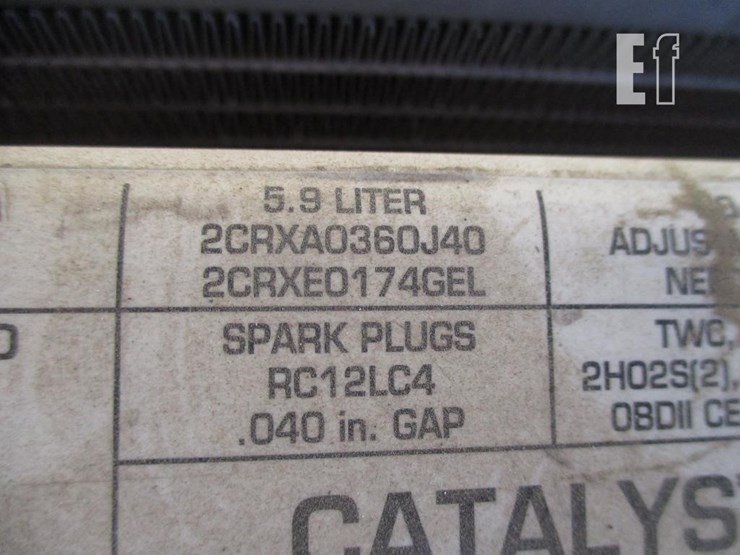 Ef
5.9 LITER
2CRXA0360J40
2CRXE0174GEL
ADJUS
NE
SPARK PLUGS
RC12LC4
.040 in. GAP
TWC,
2HO2S(2),
OBDII CE
CATALYS